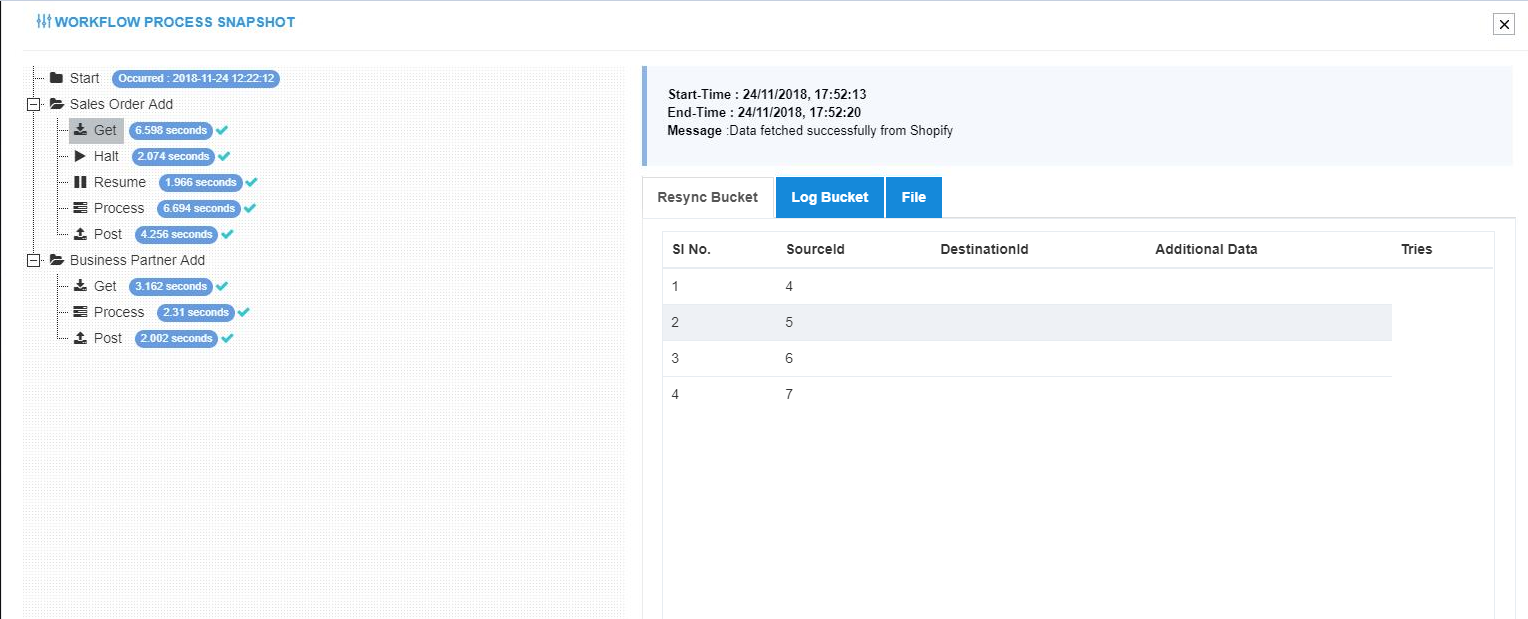 WORKFLOW PROCESS SNAPSHOT
Start Occurred : 2018-11-24 12:22:12
Sales Order Add
Get 6.598 seconds
Halt 2.074 seconds
Resume 1.966 seconds
Process 6.694 seconds
Post 4.256 seconds
Business Partner Add
Get 3.162 seconds
Process 2.31 seconds
Post 2.002 seconds
Start-Time : 24/11/2018, 17:52:13
End-Time : 24/11/2018, 17:52:20
Message :Data fetched successfully from Shopify
Resync Bucket Log Bucket File
Sl No. SourceId DestinationId Additional Data Tries
1 4
2 5
3 6
4 7